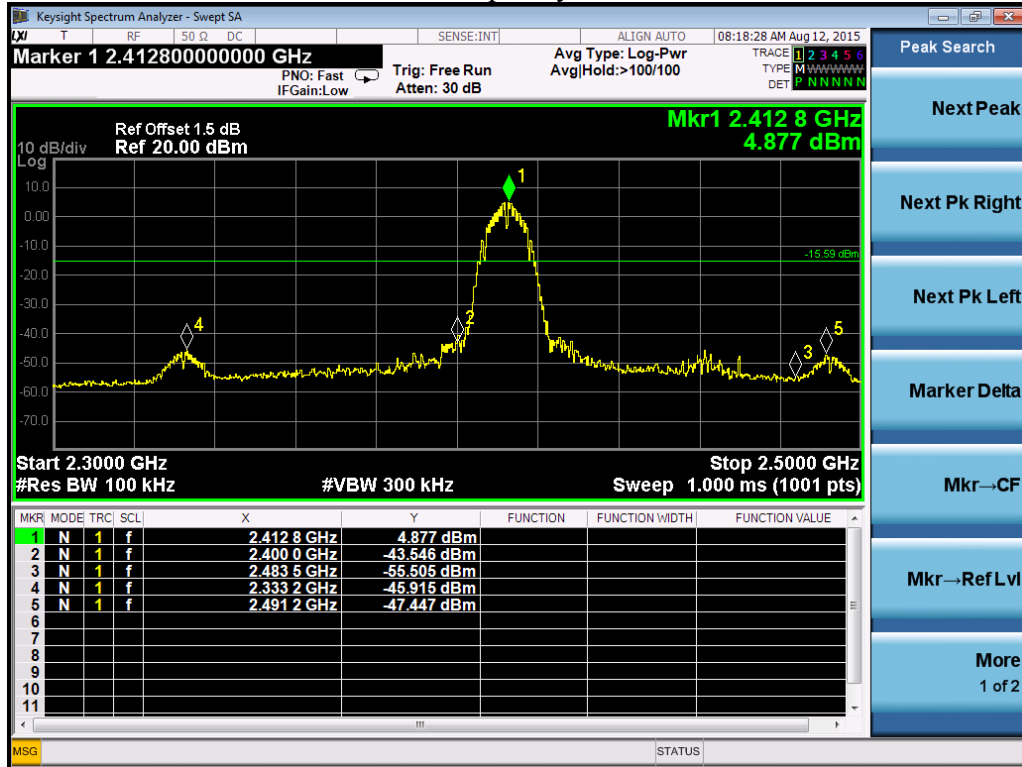 Keysight Spectrum Analyzer - Swept SA
LXI T RF 50 Ω DC SENSE:INT ALIGN AUTO 08:18:28 AM Aug 12, 2015
Marker 1 2.412800000000 GHz
PNO: Fast
IFGain:Low
Trig: Free Run
Atten: 30 dB
Avg Type: Log-Pwr
Avg|Hold:>100/100
TRACE 1 2 3 4 5 6
TYPE M WWWWW
DET P N N N N N
Peak Search
Mkr1 2.412 8 GHz
4.877 dBm
Ref Offset 1.5 dB
10 dB/div Ref 20.00 dBm
Log
10.0
0.00
-10.0
-20.0
-30.0
-40.0
-50.0
-60.0
-70.0
1
-15.59 dBm
2
4
5
3
Start 2.3000 GHz Stop 2.5000 GHz
#Res BW 100 kHz #VBW 300 kHz Sweep 1.000 ms (1001 pts)
MKR MODE TRC SCL X Y FUNCTION FUNCTION WIDTH FUNCTION VALUE
1 N 1 f 2.412 8 GHz 4.877 dBm
2 N 1 f 2.400 0 GHz -43.546 dBm
3 N 1 f 2.483 5 GHz -55.505 dBm
4 N 1 f 2.333 2 GHz -45.915 dBm
5 N 1 f 2.491 2 GHz -47.447 dBm
6
7
8
9
10
11
Next Peak
Next Pk Right
Next Pk Left
Marker Delta
Mkr→CF
Mkr→Ref Lvl
More
1 of 2
MSG STATUS